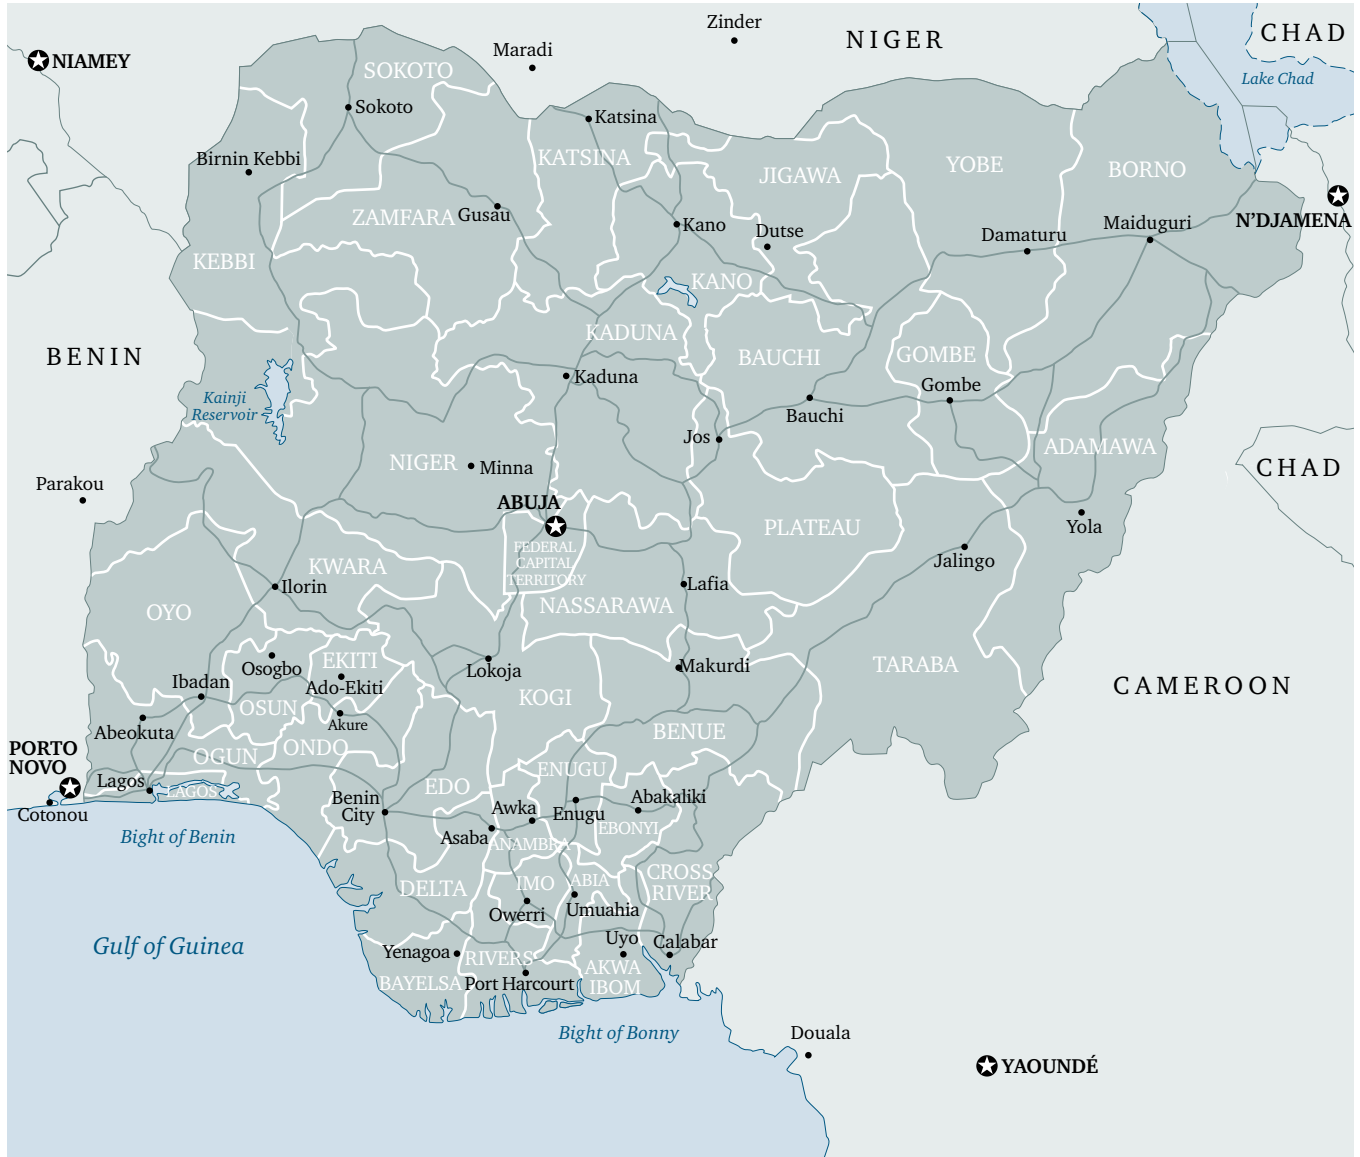 Zinder
CHAD
NIGER
Maradi
NIAMEY
SOKOTO
Lake Chad
Sokoto
Katsina
Birnin Kebbi
KATSINA
YOBE
BORNO
JIGAWA
ZAMFARA
Gusau
Kano
Dutse
Damaturu
Maiduguri
N’DJAMENA
KEBBI
KANO
KADUNA
BENIN
BAUCHI
GOMBE
Kaduna
Gombe
Kainji
Reservoir
Bauchi
Jos
ADAMAWA
NIGER
Minna
CHAD
Parakou
ABUJA
PLATEAU
Yola
FEDERAL
CAPITAL
TERRITORY
Jalingo
KWARA
Ilorin
Lafia
NASSARAWA
OYO
EKITI
Osogbo
Lokoja
Makurdi
TARABA
Ibadan
Ado-Ekiti
CAMEROON
KOGI
OSUN
Akure
Abeokuta
BENUE
PORTO
NOVO
OGUN
ONDO
ENUGU
Lagos
LAGOS
EDO
Benin
City
Abakaliki
Awka
Enugu
Cotonou
EBONYI
Bight of Benin
Asaba
ANAMBRA
CROSS
RIVER
DELTA
IMO
ABIA
Owerri
Umuahia
Gulf of Guinea
Uyo
Calabar
Yenagoa
RIVERS
AKWA
IBOM
BAYELSA
Port Harcourt
Bight of Bonny
Douala
YAOUNDÉ